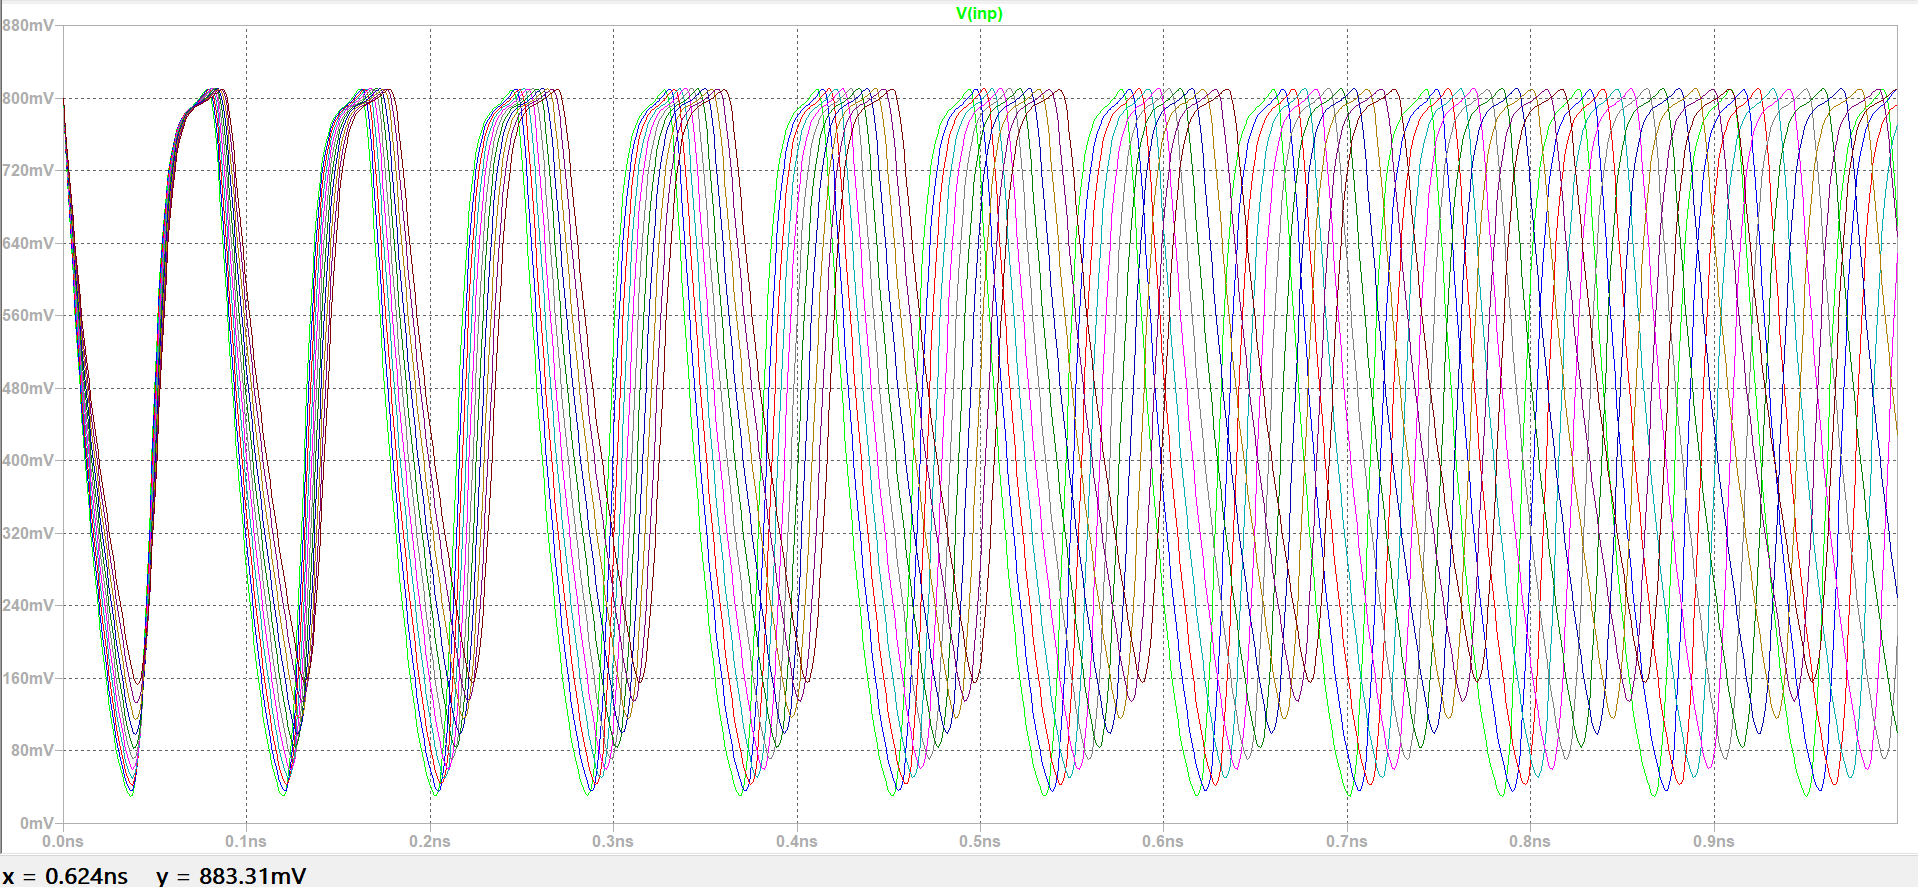 V(inp)
880mV
800mV
720mV
640mV
560mV
480mV
400mV
320mV
240mV
160mV
80mV
0mV
0.0ns 0.1ns 0.2ns 0.3ns 0.4ns 0.5ns 0.6ns 0.7ns 0.8ns 0.9ns
x = 0.624ns y = 883.31mV